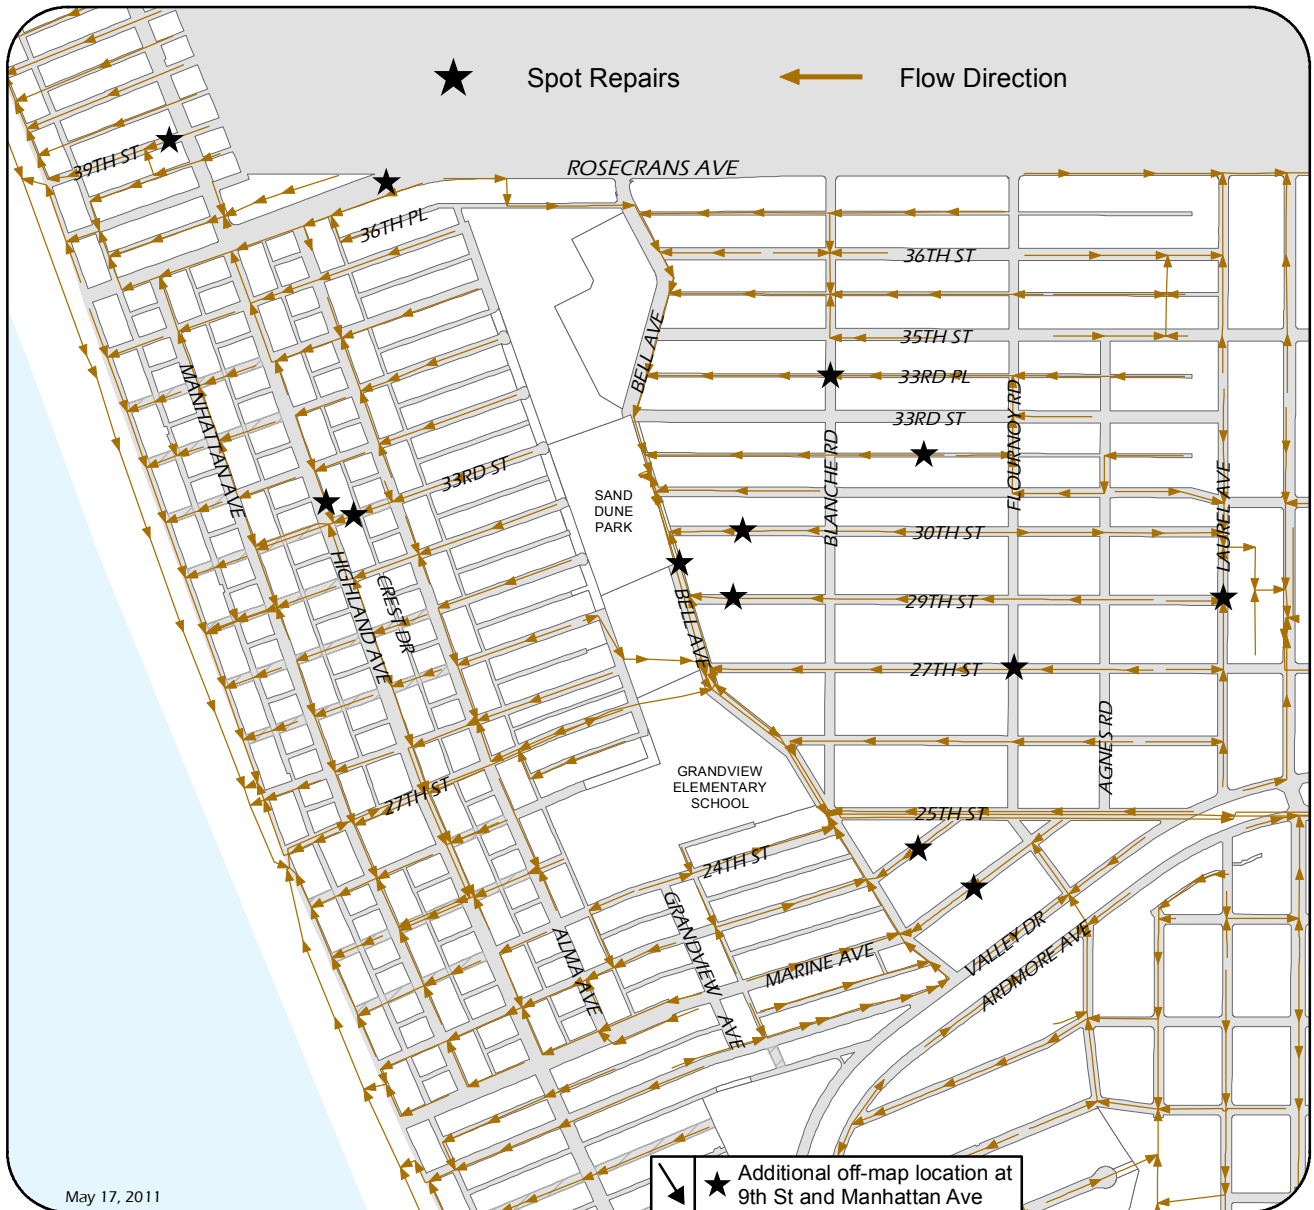 Spot Repairs
Flow Direction
39TH ST
ROSECRANS AVE
36TH PL
36TH ST
BELL AVE
35TH ST
MANHATTAN AVE
33RD PL
FLOURNOY RD
33RD ST
BLANCHE RD
33RD ST
LAUREL AVE
SAND
DUNE
PARK
30TH ST
HIGHLAND AVE
CREST DR
BELL AVE
29TH ST
27TH ST
AGNES RD
GRANDVIEW
ELEMENTARY
SCHOOL
27TH ST
25TH ST
24TH ST
GRANDVIEW AVE
ALMA AVE
MARINE AVE
VALLEY DR
ARDMORE AVE
Additional off-map location at
9th St and Manhattan Ave
May 17, 2011